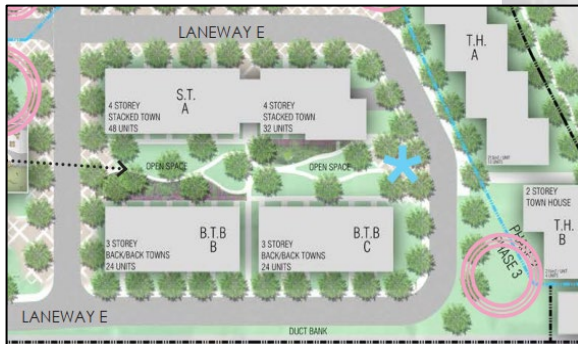 LANEWAY E
T.H.
A
S.T.
A
4 STOREY
STACKED TOWN
48 UNITS
4 STOREY
STACKED TOWN
32 UNITS
OPEN SPACE
OPEN SPACE
2 STOREY
TOWN HOUSE
T.H.
B
B.T.B
B
3 STOREY
BACK/BACK TOWNS
24 UNITS
B.T.B
C
3 STOREY
BACK/BACK TOWNS
24 UNITS
PHASE 3
LANEWAY E
DUCT BANK